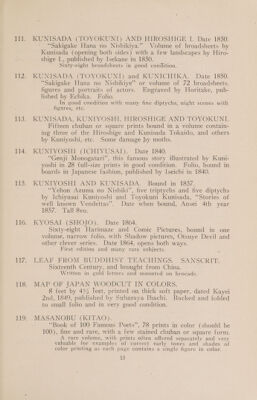 111. KUNISADA (TOYOKUNI) AND HIROSHIGE I. Date 1850.
"Sakigake Hana no Nishikiye." Volume of broadsheets by
Kunisada (opening both sides) with a few landscapes by Hiro-
shige I., published by Isekane in 1850.
Sixty-eight broadsheets in good condition.
112. KUNISADA (TOYOKUNI) and KUNICHIKA. Date 1850.
"Sakigake Hana no Nishikiye" or volume of 72 broadsheets,
figures and portraits of actors. Engraved by Horitake, pub-
lished by Echika. Folio.
In good condition with many fine diptychs, night scenes with
figures, etc.
113. KUNISADA, KUNIYOSHI, HIROSHIGE AND TOYOKUNI.
Fifteen chuban or square prints bound in a volume contain-
ing three of the Hiroshige and Kunisada Tokaido, and others
by Kuniyoshi, etc. Some damage by moths.
114. KUNIYOSHI (ICHIYUSAI). Date 1840.
"Genji Monogatari", this famous story illustrated by Kuni-
yoshi in 28 full-size prints in good condition. Folio, bound in
boards in Japanese fashion, published by Iseichi in 1840.
115. KUNIYOSHI AND KUNISADA. Bound in 1837.
"Yehon Azuma no Nishiki", five triptychs and five diptychs
by Ichiyusai Kuniyoshi and Toyokuni Kunisada, "Stories of
well known Vendettas". Date when bound, Ansei 4th year
1857. Tall 8vo.
116. KYOSAI (SHOJO). Date 1864.
Sixty-eight Harimaze and Comic Pictures, bound in one
volume, narrow folio, with Shadow pictures, Otsuye Devil and
other clever series. Date 1864, opens both ways.
First edition and many rare subjects.
117. LEAF FROM BUDDHIST TEACHINGS. SANSCRIT.
Sixteenth Century, and brought from China.
Written in gold letters and mounted on brocade.
118. MAP OF JAPAN WOODCUT IN COLORS.
8 feet by 4½ feet, printed on thick soft paper, dated Kayei
2nd, 1849, published by Subaraya Ihachi. Backed and folded
to small folio and in very good condition.
119. MASANOBU (KITAO).
"Book of 100 Famous Poets", 78 prints in color (should be
100), fine and rare, with a few stained chuban or square form.
A rare volume, with prints often offered separately and very
valuable for examples of correct early tones and shades of
color printing as each page contains a single figure in color.